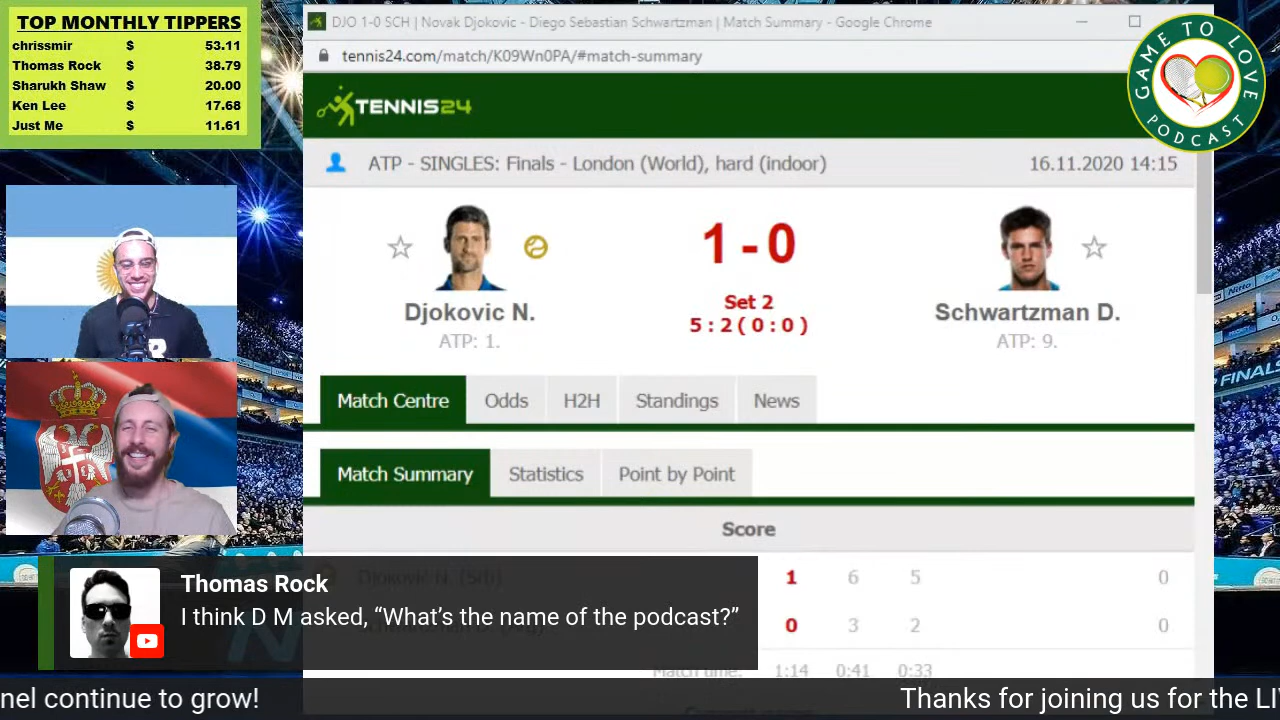 TOP MONTHLY TIPPERS
chrissmir $ 53.11
Thomas Rock $ 38.79
Sharukh Shaw $ 20.00
Ken Lee $ 17.68
Just Me $ 11.61
DJO 1-0 SCH | Novak Djokovic - Diego Sebastian Schwartzman | Match Summary - Google Chrome
tennis24.com/match/K09Wn0PA/#match-summary
GAME TO LOVE
PODCAST
TENNIS24
ATP - SINGLES: Finals - London (World), hard (indoor) 16.11.2020 14:15
1 - 0
Set 2
5 : 2 ( 0 : 0 )
Djokovic N.
ATP: 1.
Schwartzman D.
ATP: 9.
Match Centre Odds H2H Standings News
Match Summary Statistics Point by Point
Score
Djokovic N. 1 6 5 0
0 3 2 0
Match time: 1:14 0:41 0:33
FINALS
Thomas Rock
I think D M asked, “What’s the name of the podcast?”
nel continue to grow! Thanks for joining us for the LI